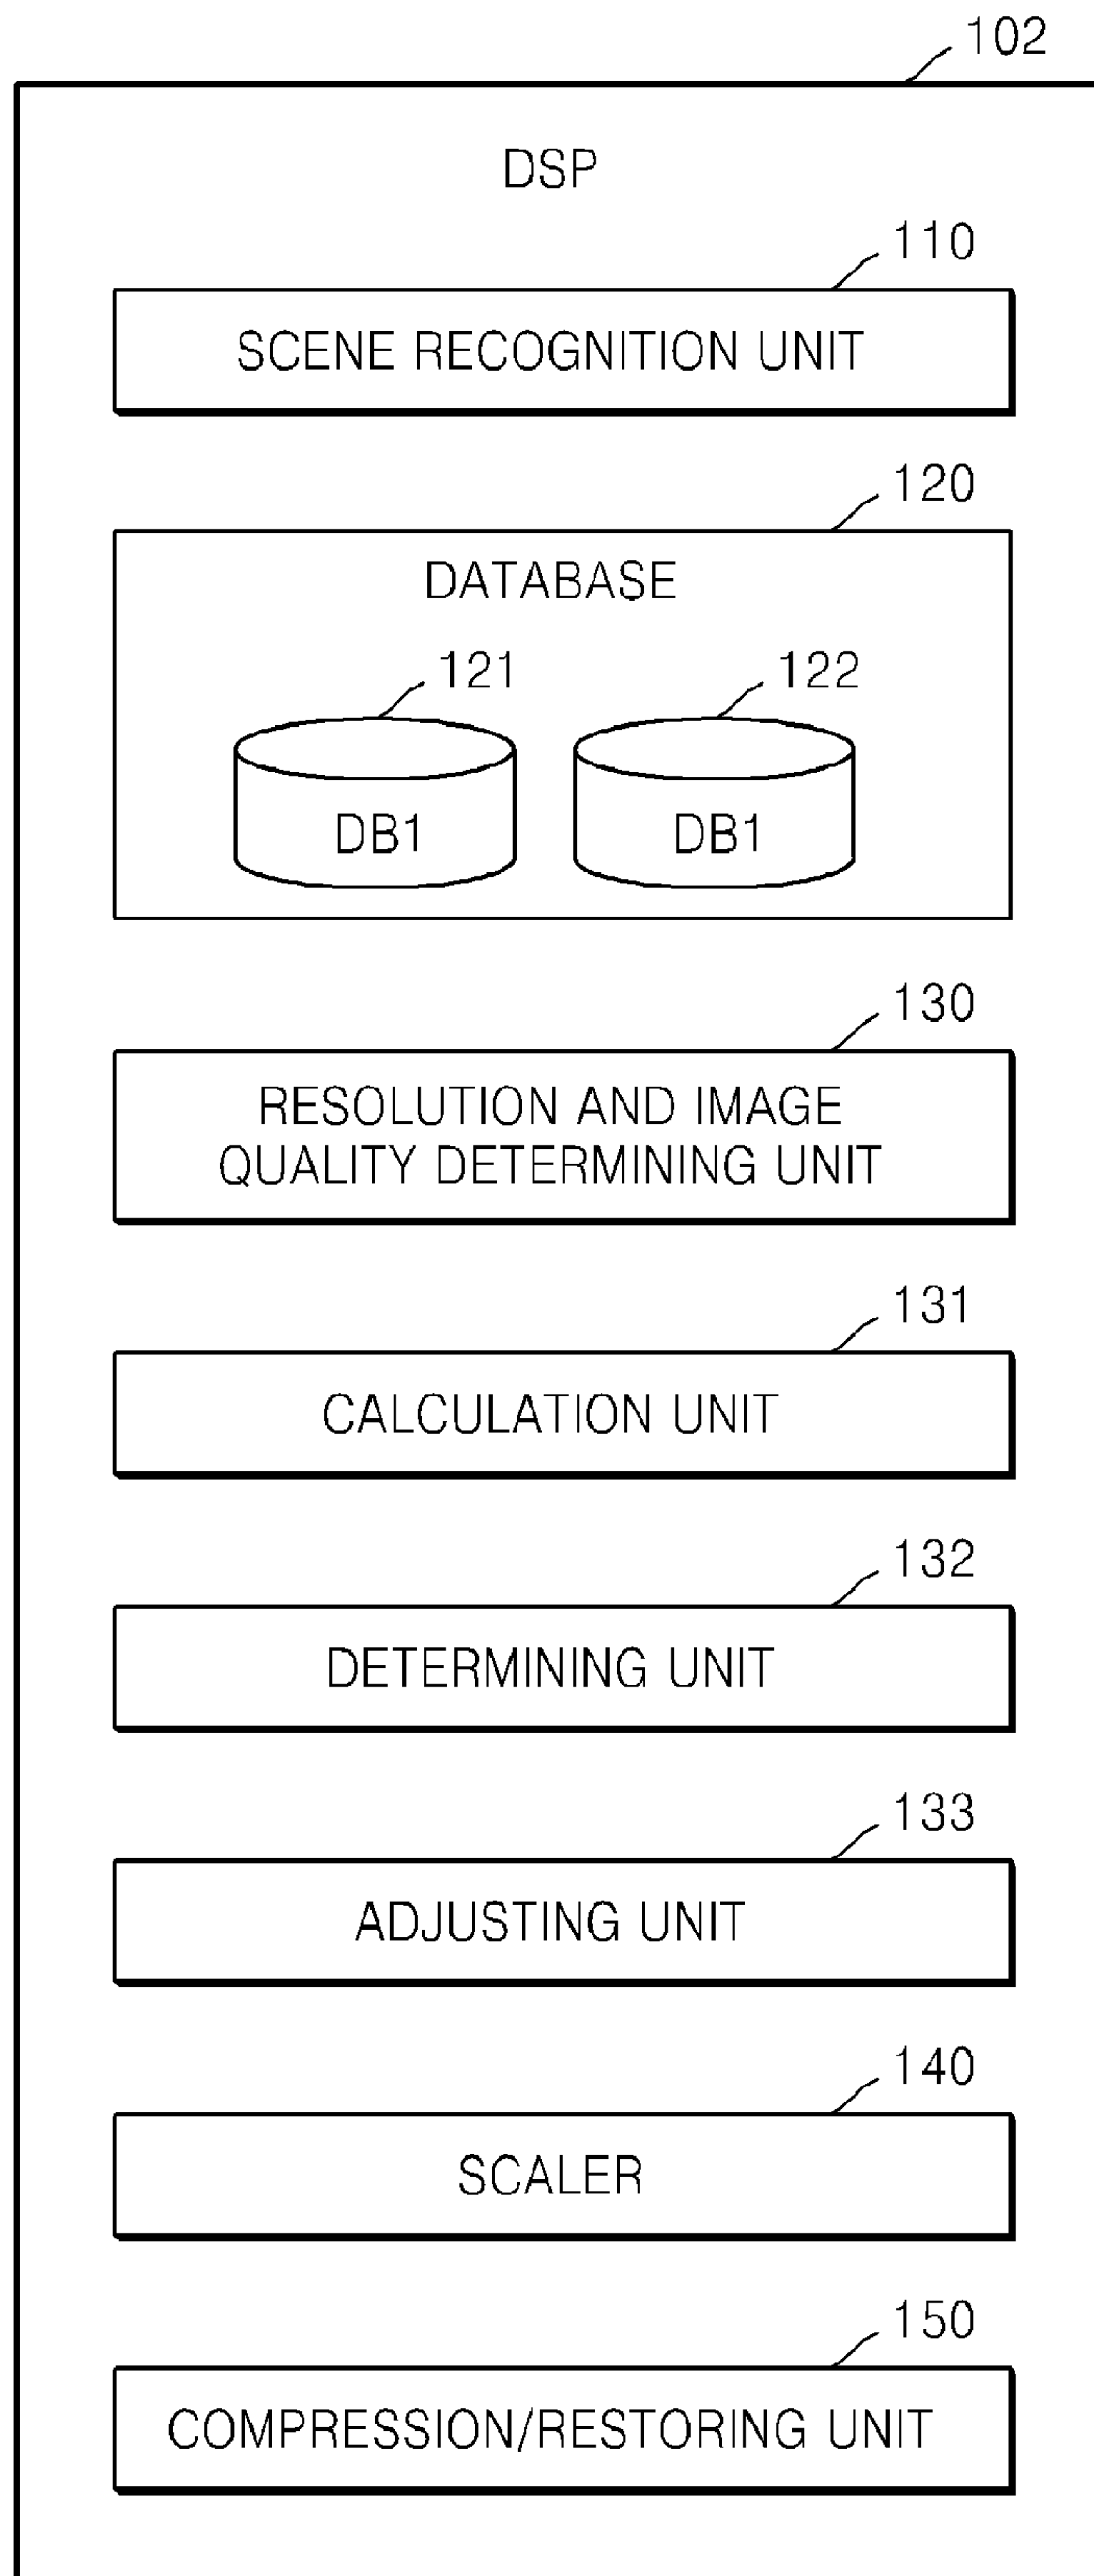 102
DSP
110
SCENE RECOGNITION UNIT
120
DATABASE
121
122
DB1
DB1
130
RESOLUTION AND IMAGE
QUALITY DETERMINING UNIT
131
CALCULATION UNIT
132
DETERMINING UNIT
133
ADJUSTING UNIT
140
SCALER
150
COMPRESSION/RESTORING UNIT